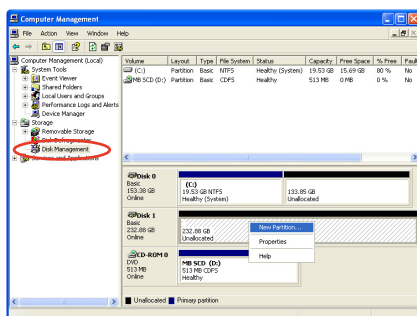 Computer Management
File Action View Window Help
Computer Management (Local)
System Tools
Event Viewer
Shared Folders
Local Users and Groups
Performance Logs and Alerts
Device Manager
Storage
Removable Storage
Disk Defragmenter
Disk Management
Services and Applications
Volume Layout Type File System Status Capacity Free Space % Free Fault
(C:) Partition Basic NTFS Healthy (System) 19.53 GB 15.69 GB 80 % No
MB SCD (D:) Partition Basic CDFS Healthy 513 MB 0 MB 0 % No
Disk 0
Basic
153.38 GB
Online
(C:)
19.53 GB NTFS
Healthy (System)
133.85 GB
Unallocated
Disk 1
Basic
232.88 GB
Online
232.88 GB
Unallocated
New Partition...
Properties
Help
CD-ROM 0
DVD
513 MB
Online
MB SCD (D:)
513 MB CDFS
Healthy
Unallocated Primary partition